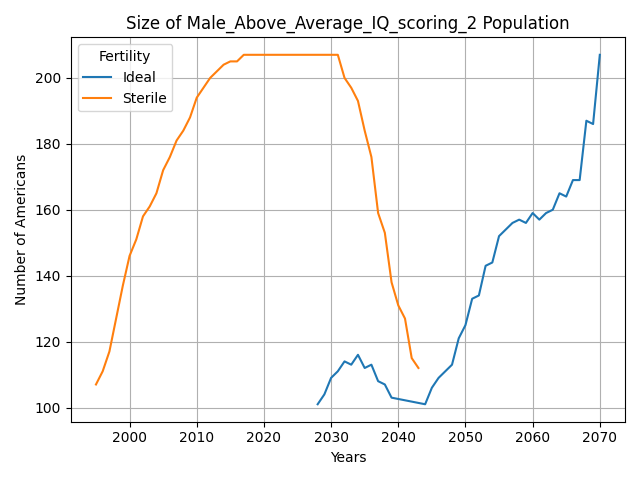 Size of Male_Above_Average_IQ_scoring_2 Population
Fertility
Ideal
Sterile
Number of Americans
200
180
160
140
120
100
2000 2010 2020 2030 2040 2050 2060 2070
Years